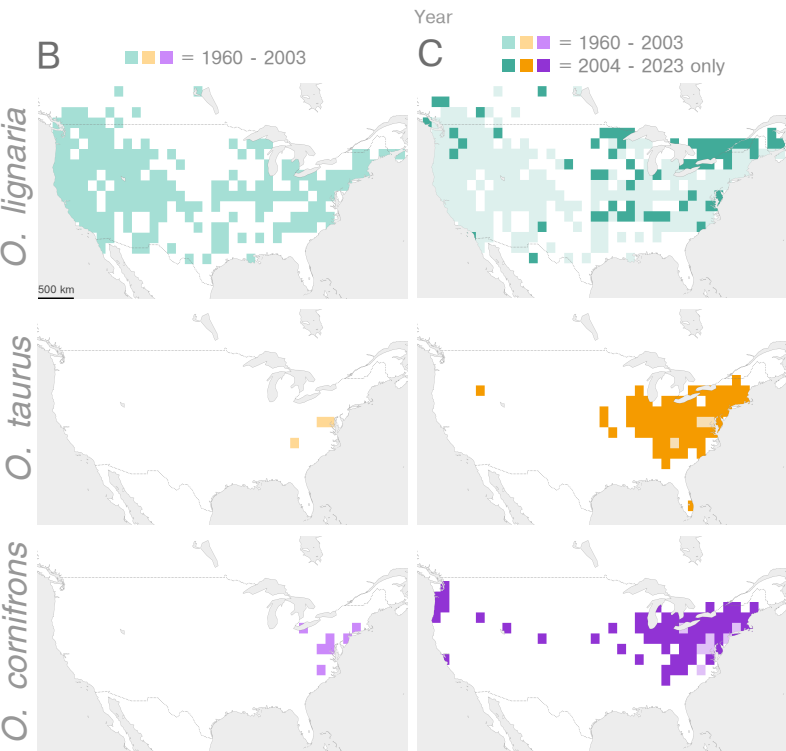 Year
B
= 1960 - 2003
C
= 1960 - 2003
= 2004 - 2023 only
O. lignaria
500 km
O. taurus
O. cornifrons